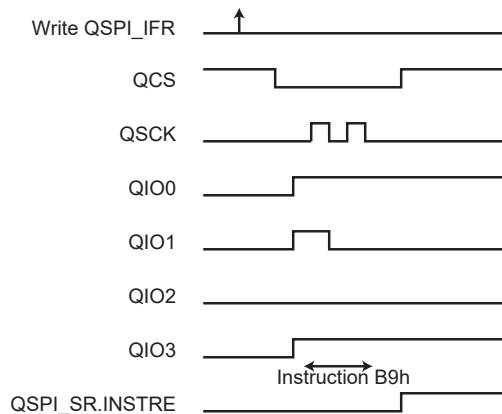 Write QSPI_IFR
QCS
QSCK
QIO0
QIO1
QIO2
QIO3
Instruction B9h
QSPI_SR.INSTRE